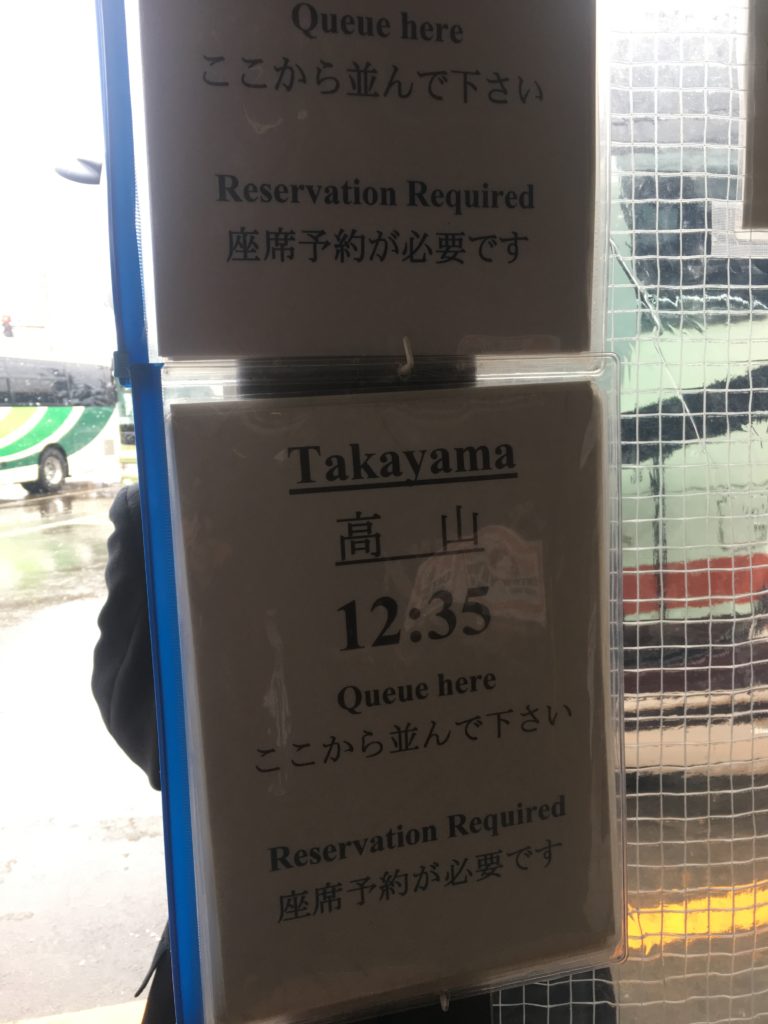 Queue here
ここから並んで下さい
Reservation Required
座席予約が必要です
Takayama
高 山
12:35
Queue here
ここから並んで下さい
Reservation Required
座席予約が必要です